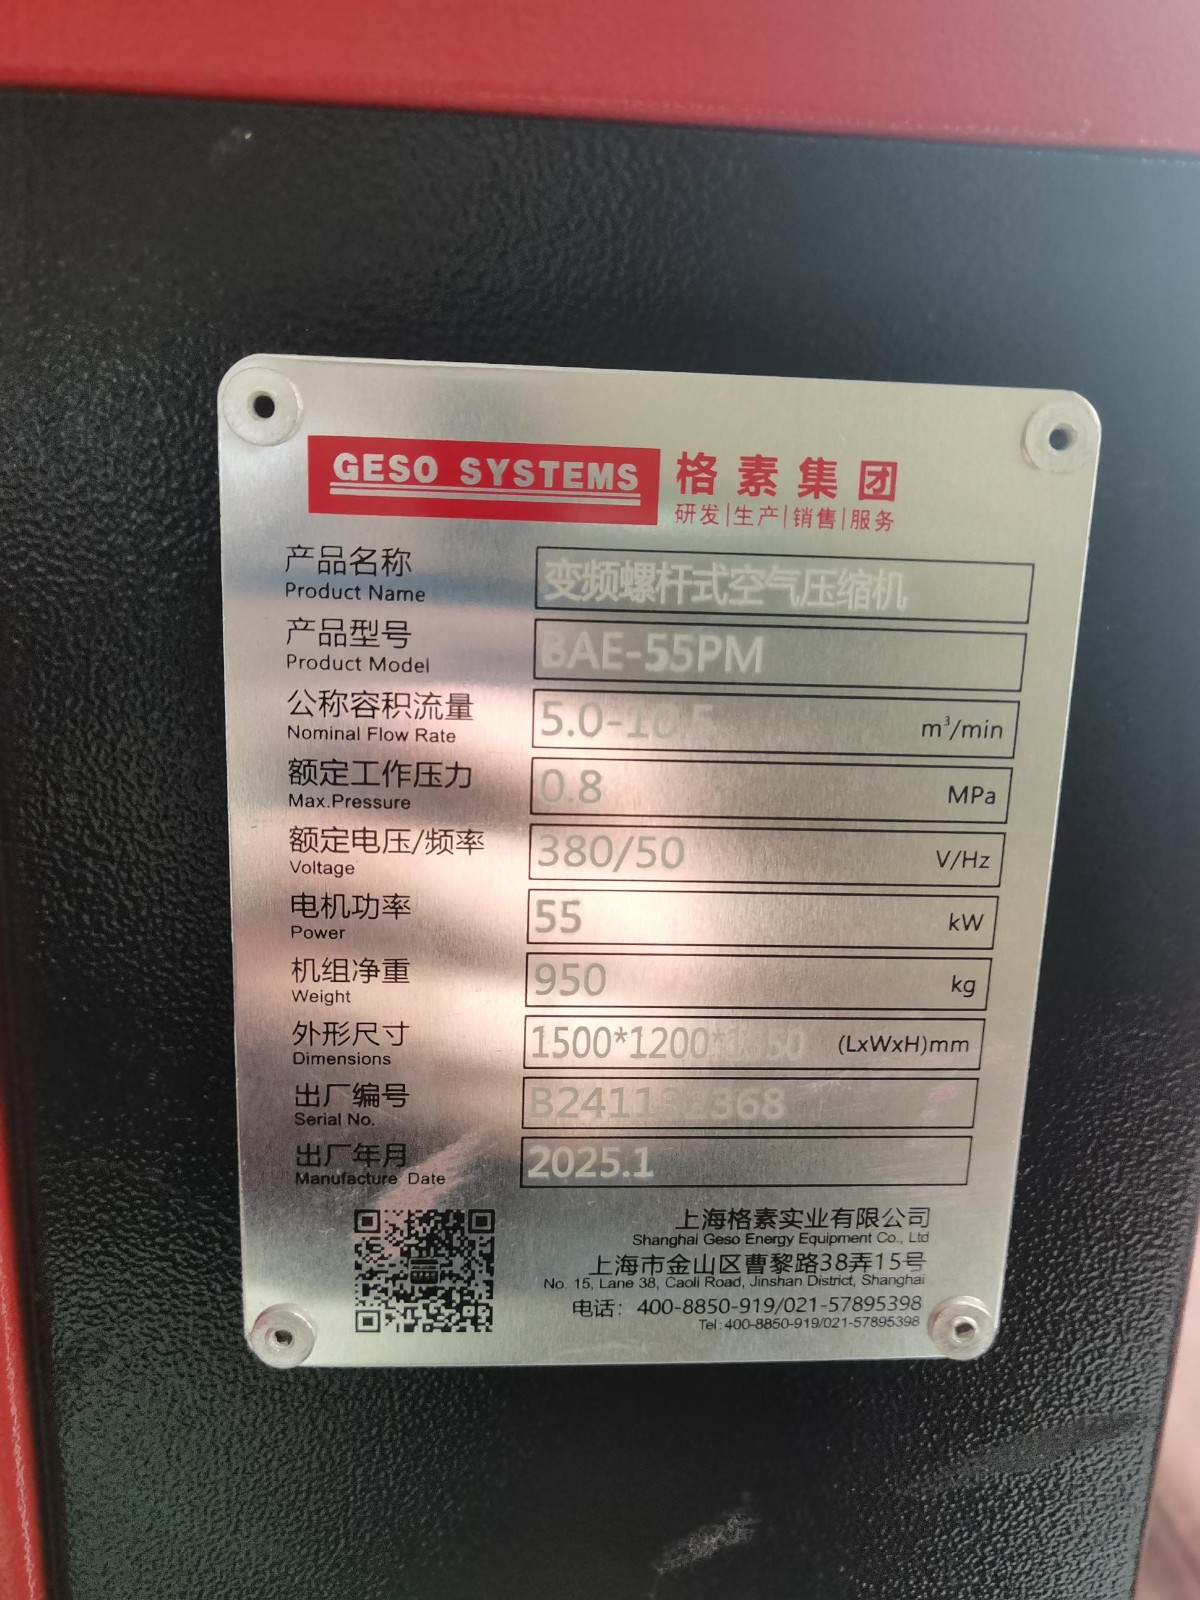 GESO SYSTEMS 格素集团
研发|生产|销售|服务
产品名称 变频螺杆式空气压缩机
Product Name
产品型号 BAE-55PM
Product Model
公称容积流量 5.0-10.5 m³/min
Nominal Flow Rate
额定工作压力 0.8 MPa
Max.Pressure
额定电压/频率 380/50 V/Hz
Voltage
电机功率 55 kW
Power
机组净重 950 kg
Weight
外形尺寸 1500*1200* (LxWxH)mm
Dimensions
出厂编号
Serial No.
出厂年月 2025.1
Manufacture Date
上海格素实业有限公司
Shanghai Geso Energy Equipment Co., Ltd
上海市金山区曹黎路38弄15号
No. 15, Lane 38, Caoli Road, Jinshan District, Shanghai
电话：400-8850-919/021-57895398
Tel:400-8850-919/021-57895398